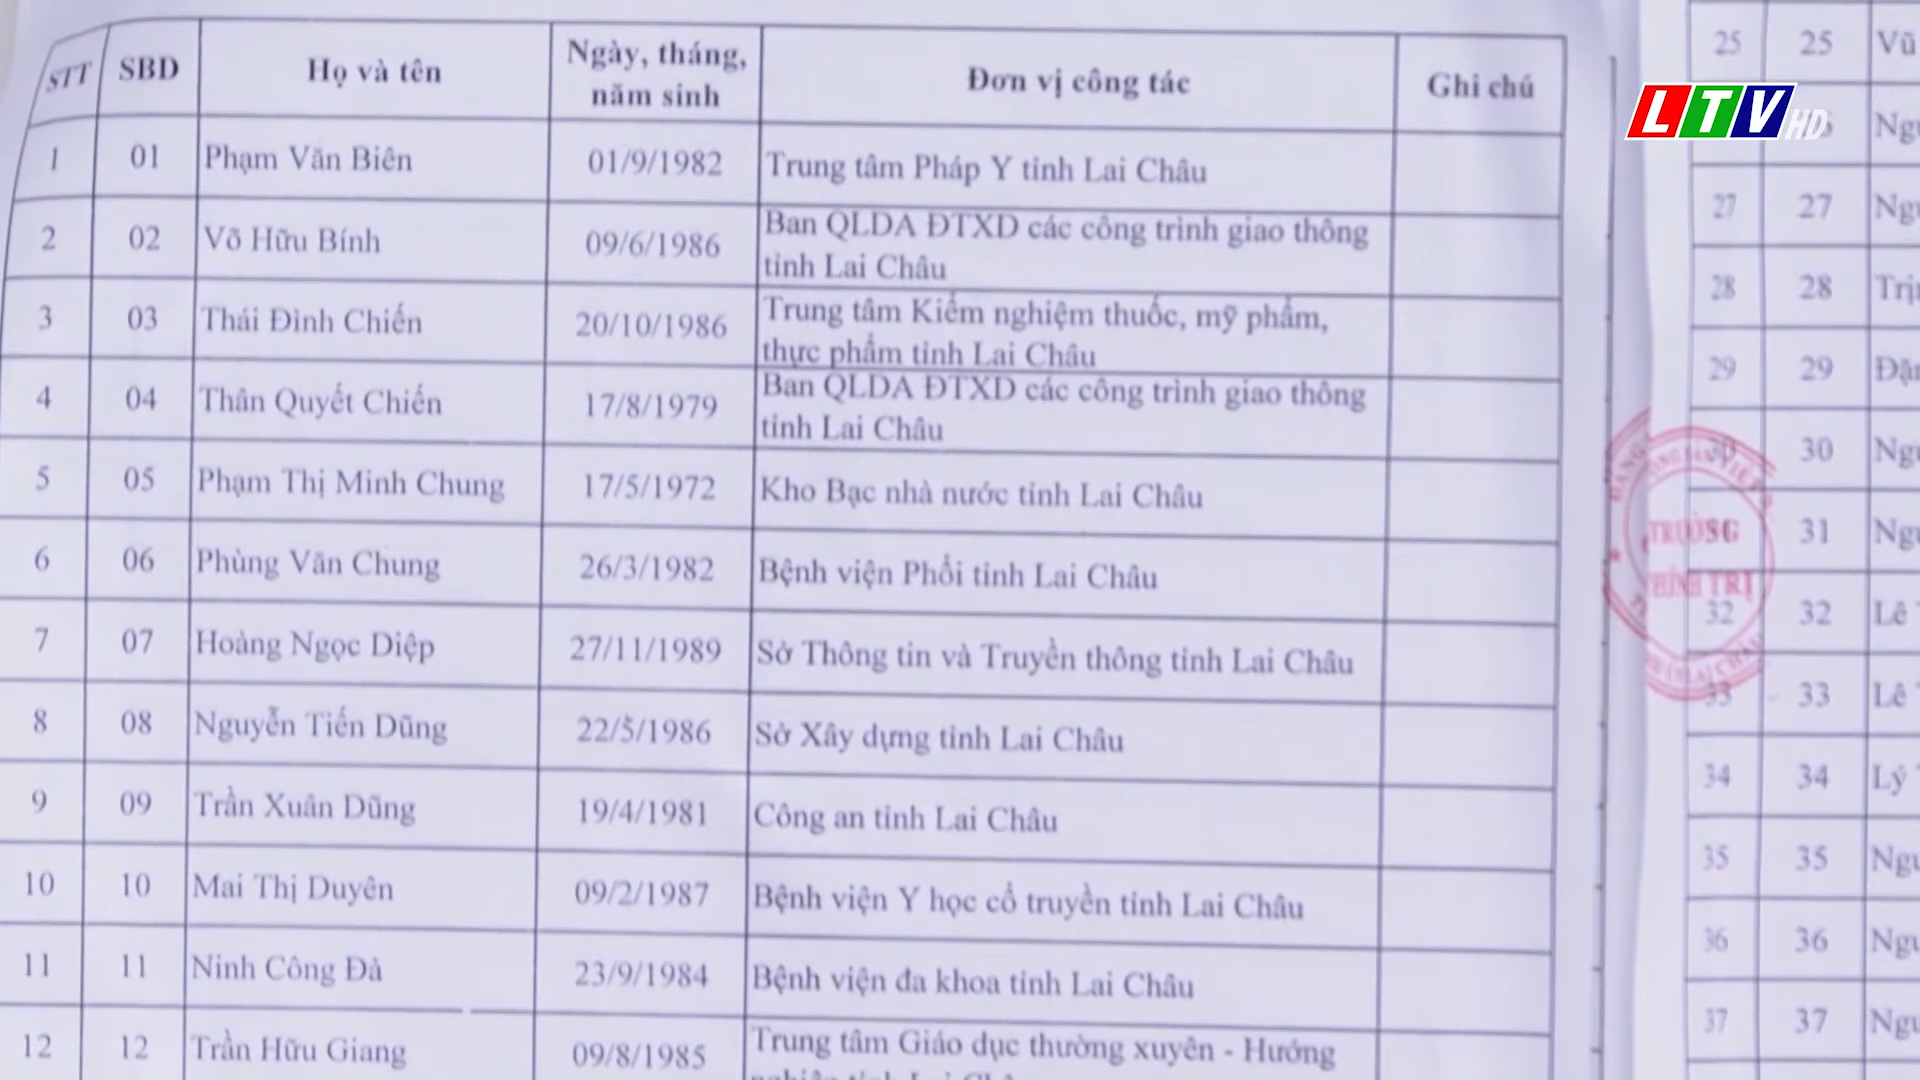 STT SBD Họ và tên Ngày, tháng, năm sinh Đơn vị công tác Ghi chú
1 01 Phạm Văn Biên 01/9/1982 Trung tâm Pháp Y tỉnh Lai Châu
2 02 Võ Hữu Bính 09/6/1986 Ban QLDA ĐTXD các công trình giao thông
tỉnh Lai Châu
3 03 Thái Đình Chiến 20/10/1986 Trung tâm Kiểm nghiệm thuốc, mỹ phẩm,
thực phẩm tỉnh Lai Châu
4 04 Thân Quyết Chiến 17/8/1979 Ban QLDA ĐTXD các công trình giao thông
tỉnh Lai Châu
5 05 Phạm Thị Minh Chung 17/5/1972 Kho Bạc nhà nước tỉnh Lai Châu
6 06 Phùng Văn Chung 26/3/1982 Bệnh viện Phổi tỉnh Lai Châu
7 07 Hoàng Ngọc Diệp 27/11/1989 Sở Thông tin và Truyền thông tỉnh Lai Châu
8 08 Nguyễn Tiến Dũng 22/5/1986 Sở Xây dựng tỉnh Lai Châu
9 09 Trần Xuân Dũng 19/4/1981 Công an tỉnh Lai Châu
10 10 Mai Thị Duyên 09/2/1987 Bệnh viện Y học cổ truyền tỉnh Lai Châu
11 11 Ninh Công Đà 23/9/1984 Bệnh viện đa khoa tỉnh Lai Châu
12 12 Trần Hữu Giang 09/8/1985 Trung tâm Giáo dục thường xuyên - Hướng
25 25 Vũ
LTV HD
27 27
28 28
29 29
30 30
TRƯỜNG
31
32 32 Lê
33 33 Lê
34 34 Lý
35 35
36 36
37 37